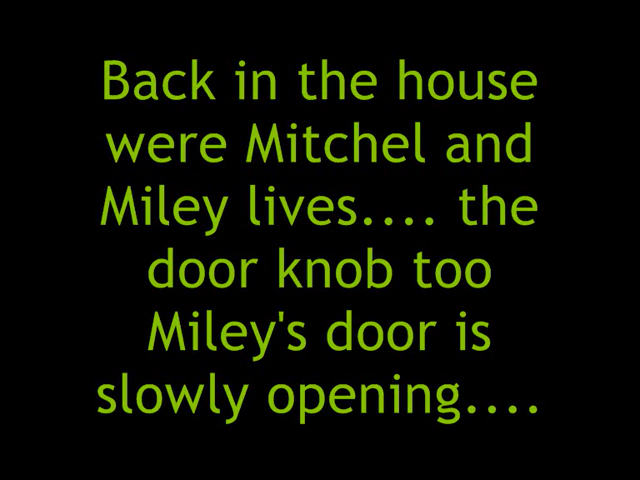 Back in the house
were Mitchel and
Miley lives.... the
door knob too
Miley's door is
slowly opening....